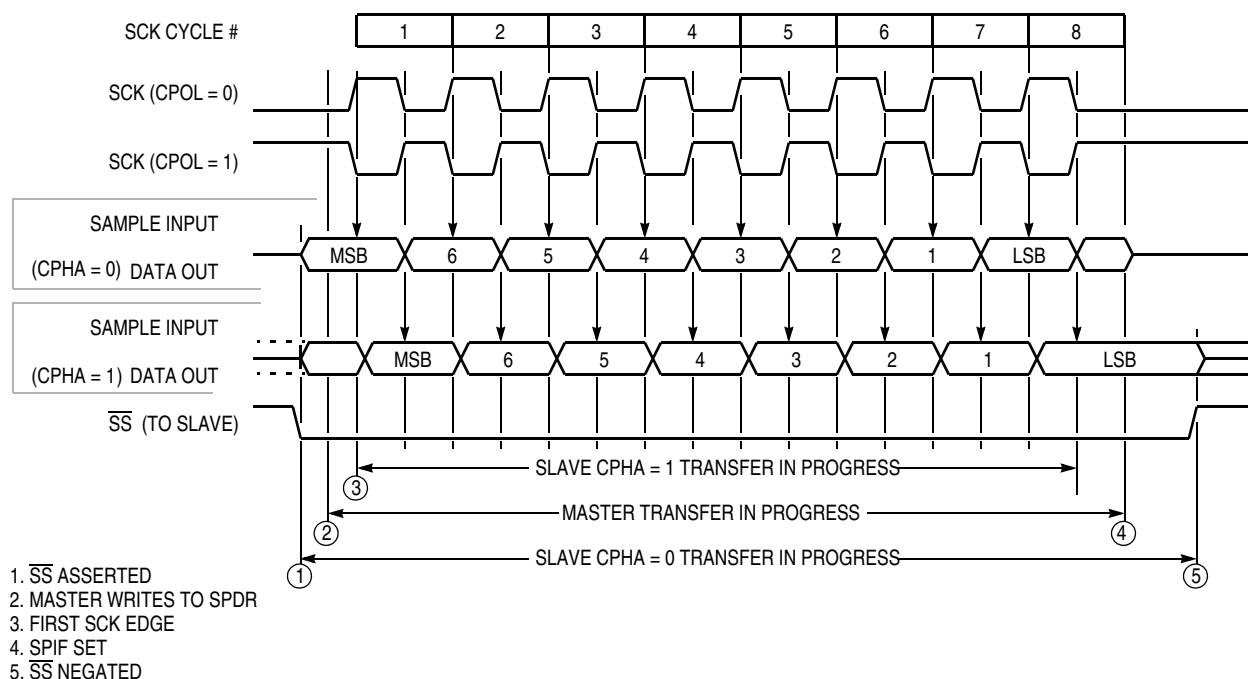 SCK CYCLE # 1 2 3 4 5 6 7 8
SCK (CPOL = 0)
SCK (CPOL = 1)
SAMPLE INPUT
(CPHA = 0) DATA OUT MSB 6 5 4 3 2 1 LSB
SAMPLE INPUT
(CPHA = 1) DATA OUT MSB 6 5 4 3 2 1 LSB
SS (TO SLAVE)
SLAVE CPHA = 1 TRANSFER IN PROGRESS
3
MASTER TRANSFER IN PROGRESS
2 4
SLAVE CPHA = 0 TRANSFER IN PROGRESS
1 5
1. SS ASSERTED
2. MASTER WRITES TO SPDR
3. FIRST SCK EDGE
4. SPIF SET
5. SS NEGATED